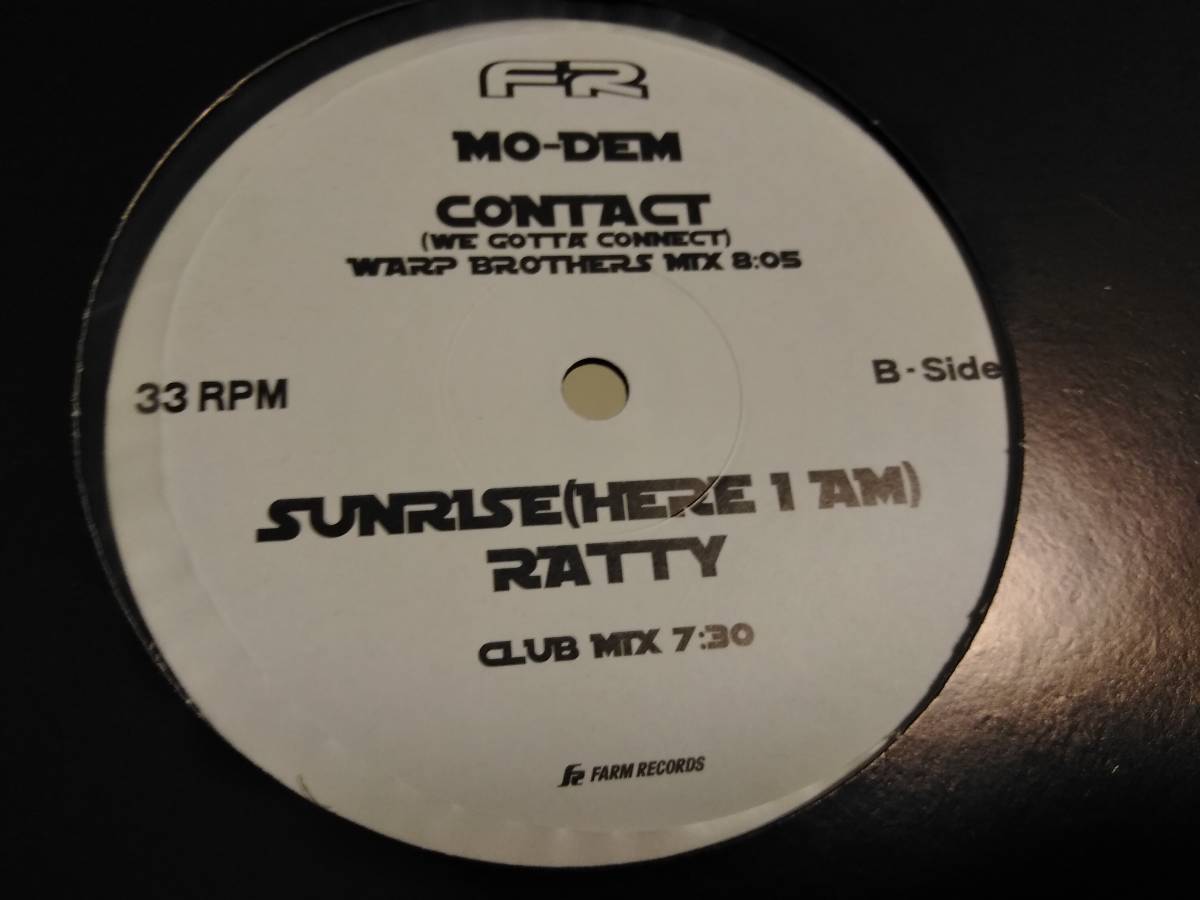 FR
MO-DEM
CONTACT
(WE GOTTA CONNECT)
WARP BROTHERS MIX 8:05
33 RPM
B - Side
SUNRISE(HERE I AM)
RATTY
CLUB MIX 7:30
FR FARM RECORDS